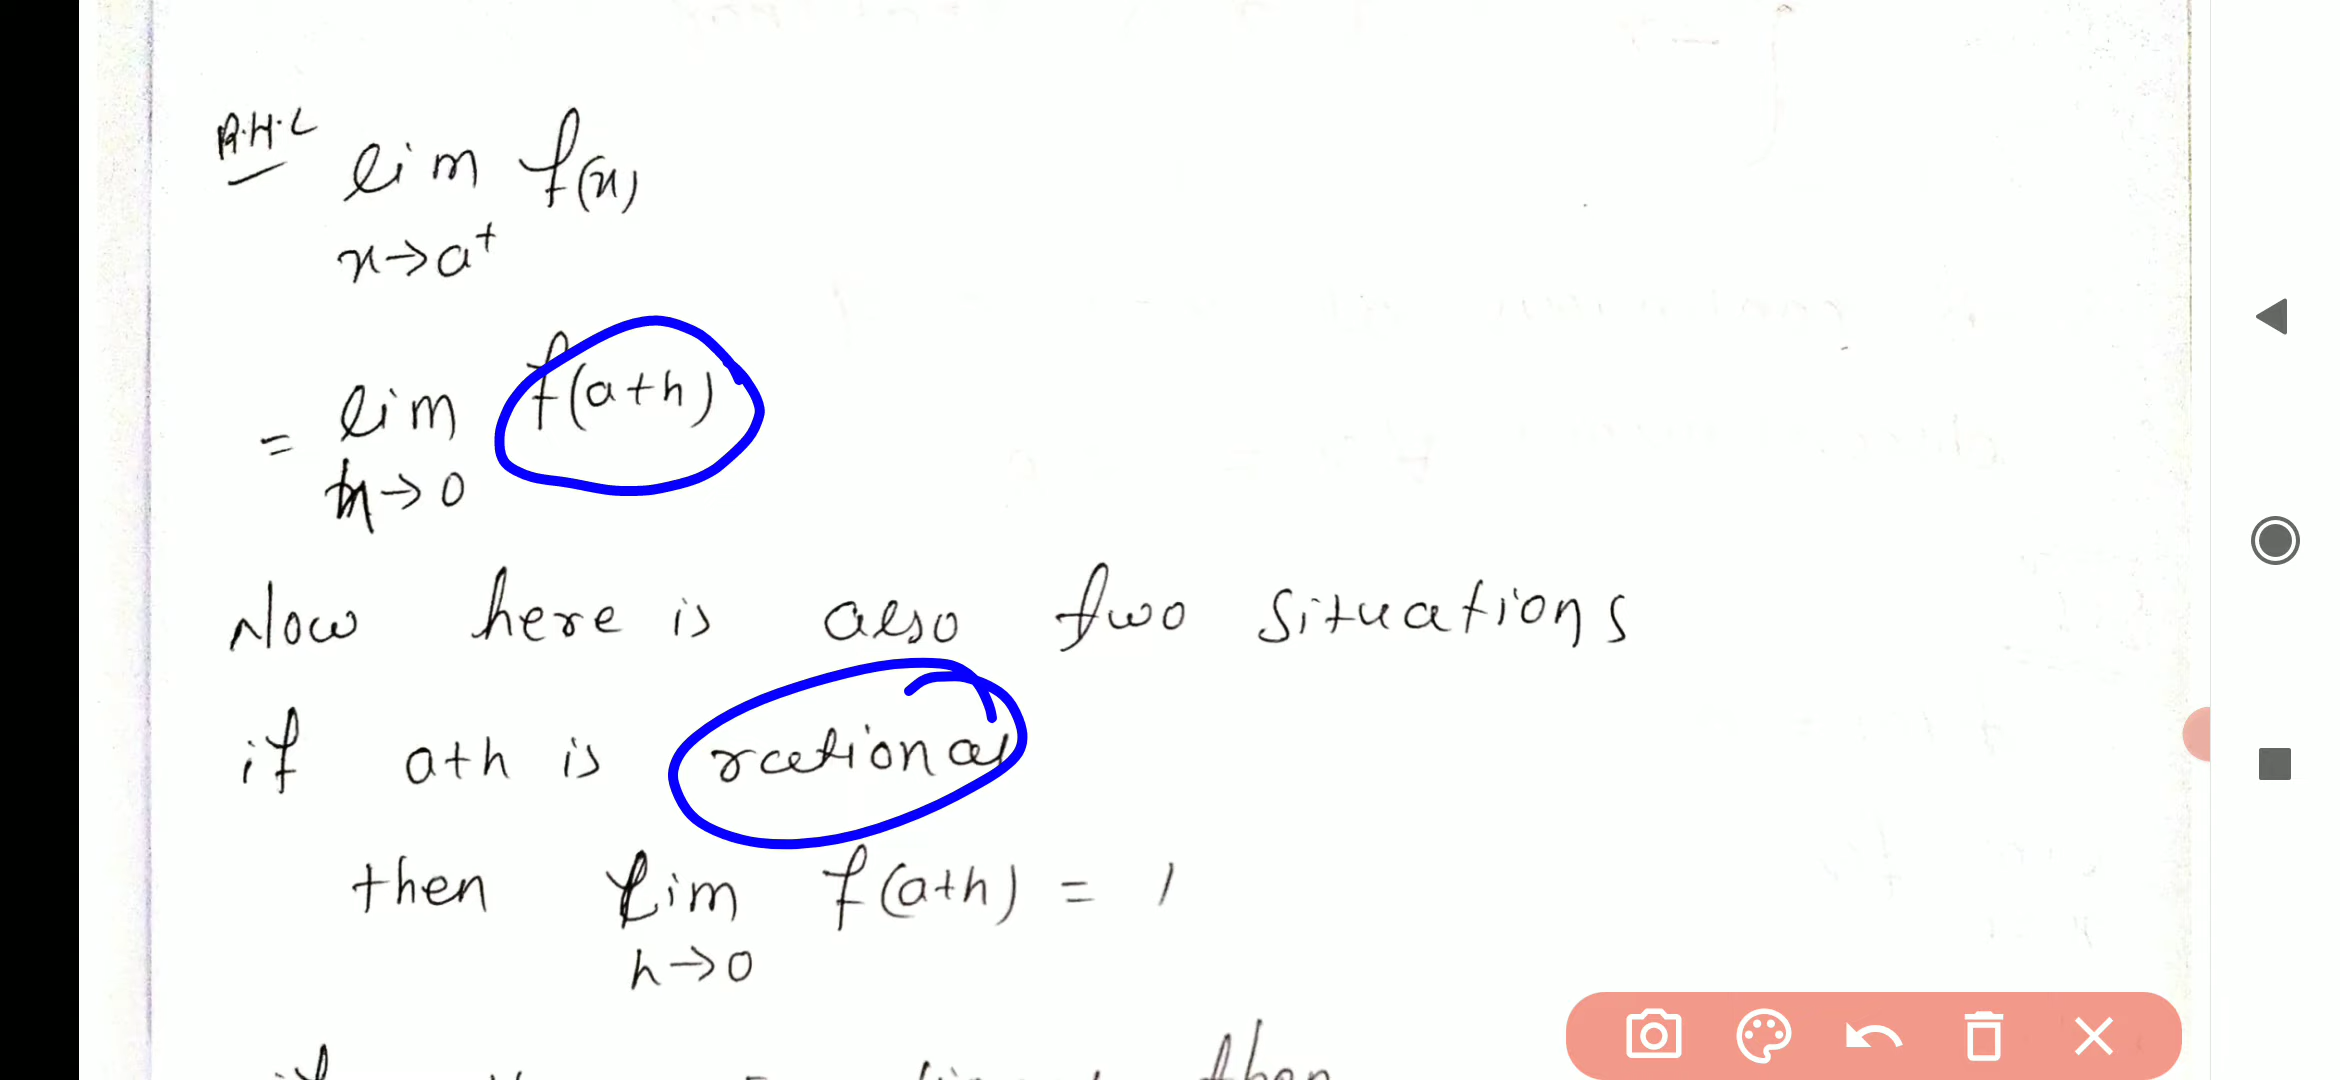 R.H.L lim f(x)
x→a⁺
= lim f(a+h)
h→0
Now here is also two situations
if a+h is rational
then lim f(a+h) = 1
h→0
then